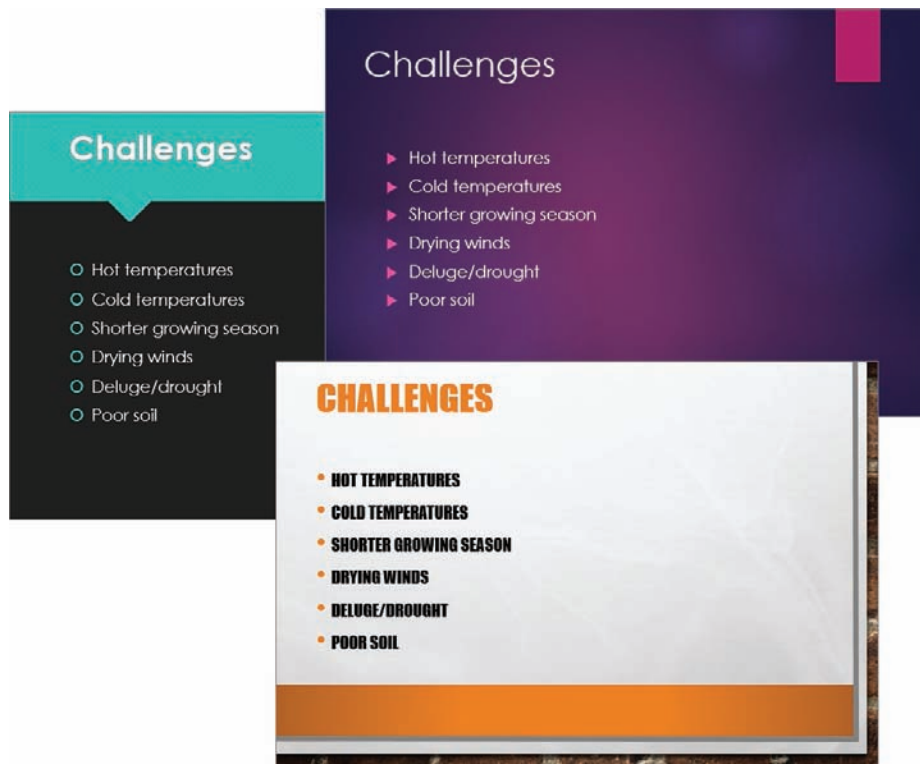 Challenges
Hot temperatures
Cold temperatures
Shorter growing season
Drying winds
Deluge/drought
Poor soil
Challenges
Hot temperatures
Cold temperatures
Shorter growing season
Drying winds
Deluge/drought
Poor soil
CHALLENGES
HOT TEMPERATURES
COLD TEMPERATURES
SHORTER GROWING SEASON
DRYING WINDS
DELUGE/DROUGHT
POOR SOIL